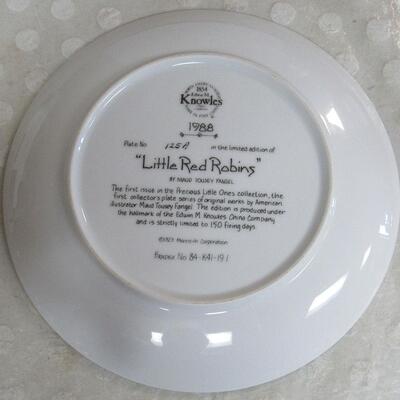 1854
Edwin M.
Knowles
1988
Plate No 125A in the limited edition of
"Little Red Robins"
BY MAUD TOUSEY FANGEL
The first issue in the Precious Little Ones collection, the
first collector's plate series of original works by American
illustrator Maud Tousey Fangel. The edition is produced under
the hallmark of the Edwin M. Knowles China Company
and is strictly limited to 150 firing days.
Bradex No 84-K41-19.1